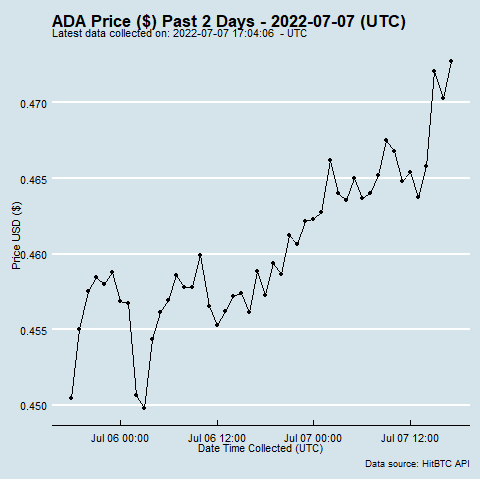 ADA Price ($) Past 2 Days - 2022-07-07 (UTC)
Latest data collected on: 2022-07-07 17:04:06  - UTC
0.470
0.465
0.460
0.455
0.450
Price USD ($)
Jul 06 00:00 Jul 06 12:00 Jul 07 00:00 Jul 07 12:00
Date Time Collected (UTC)
Data source: HitBTC API